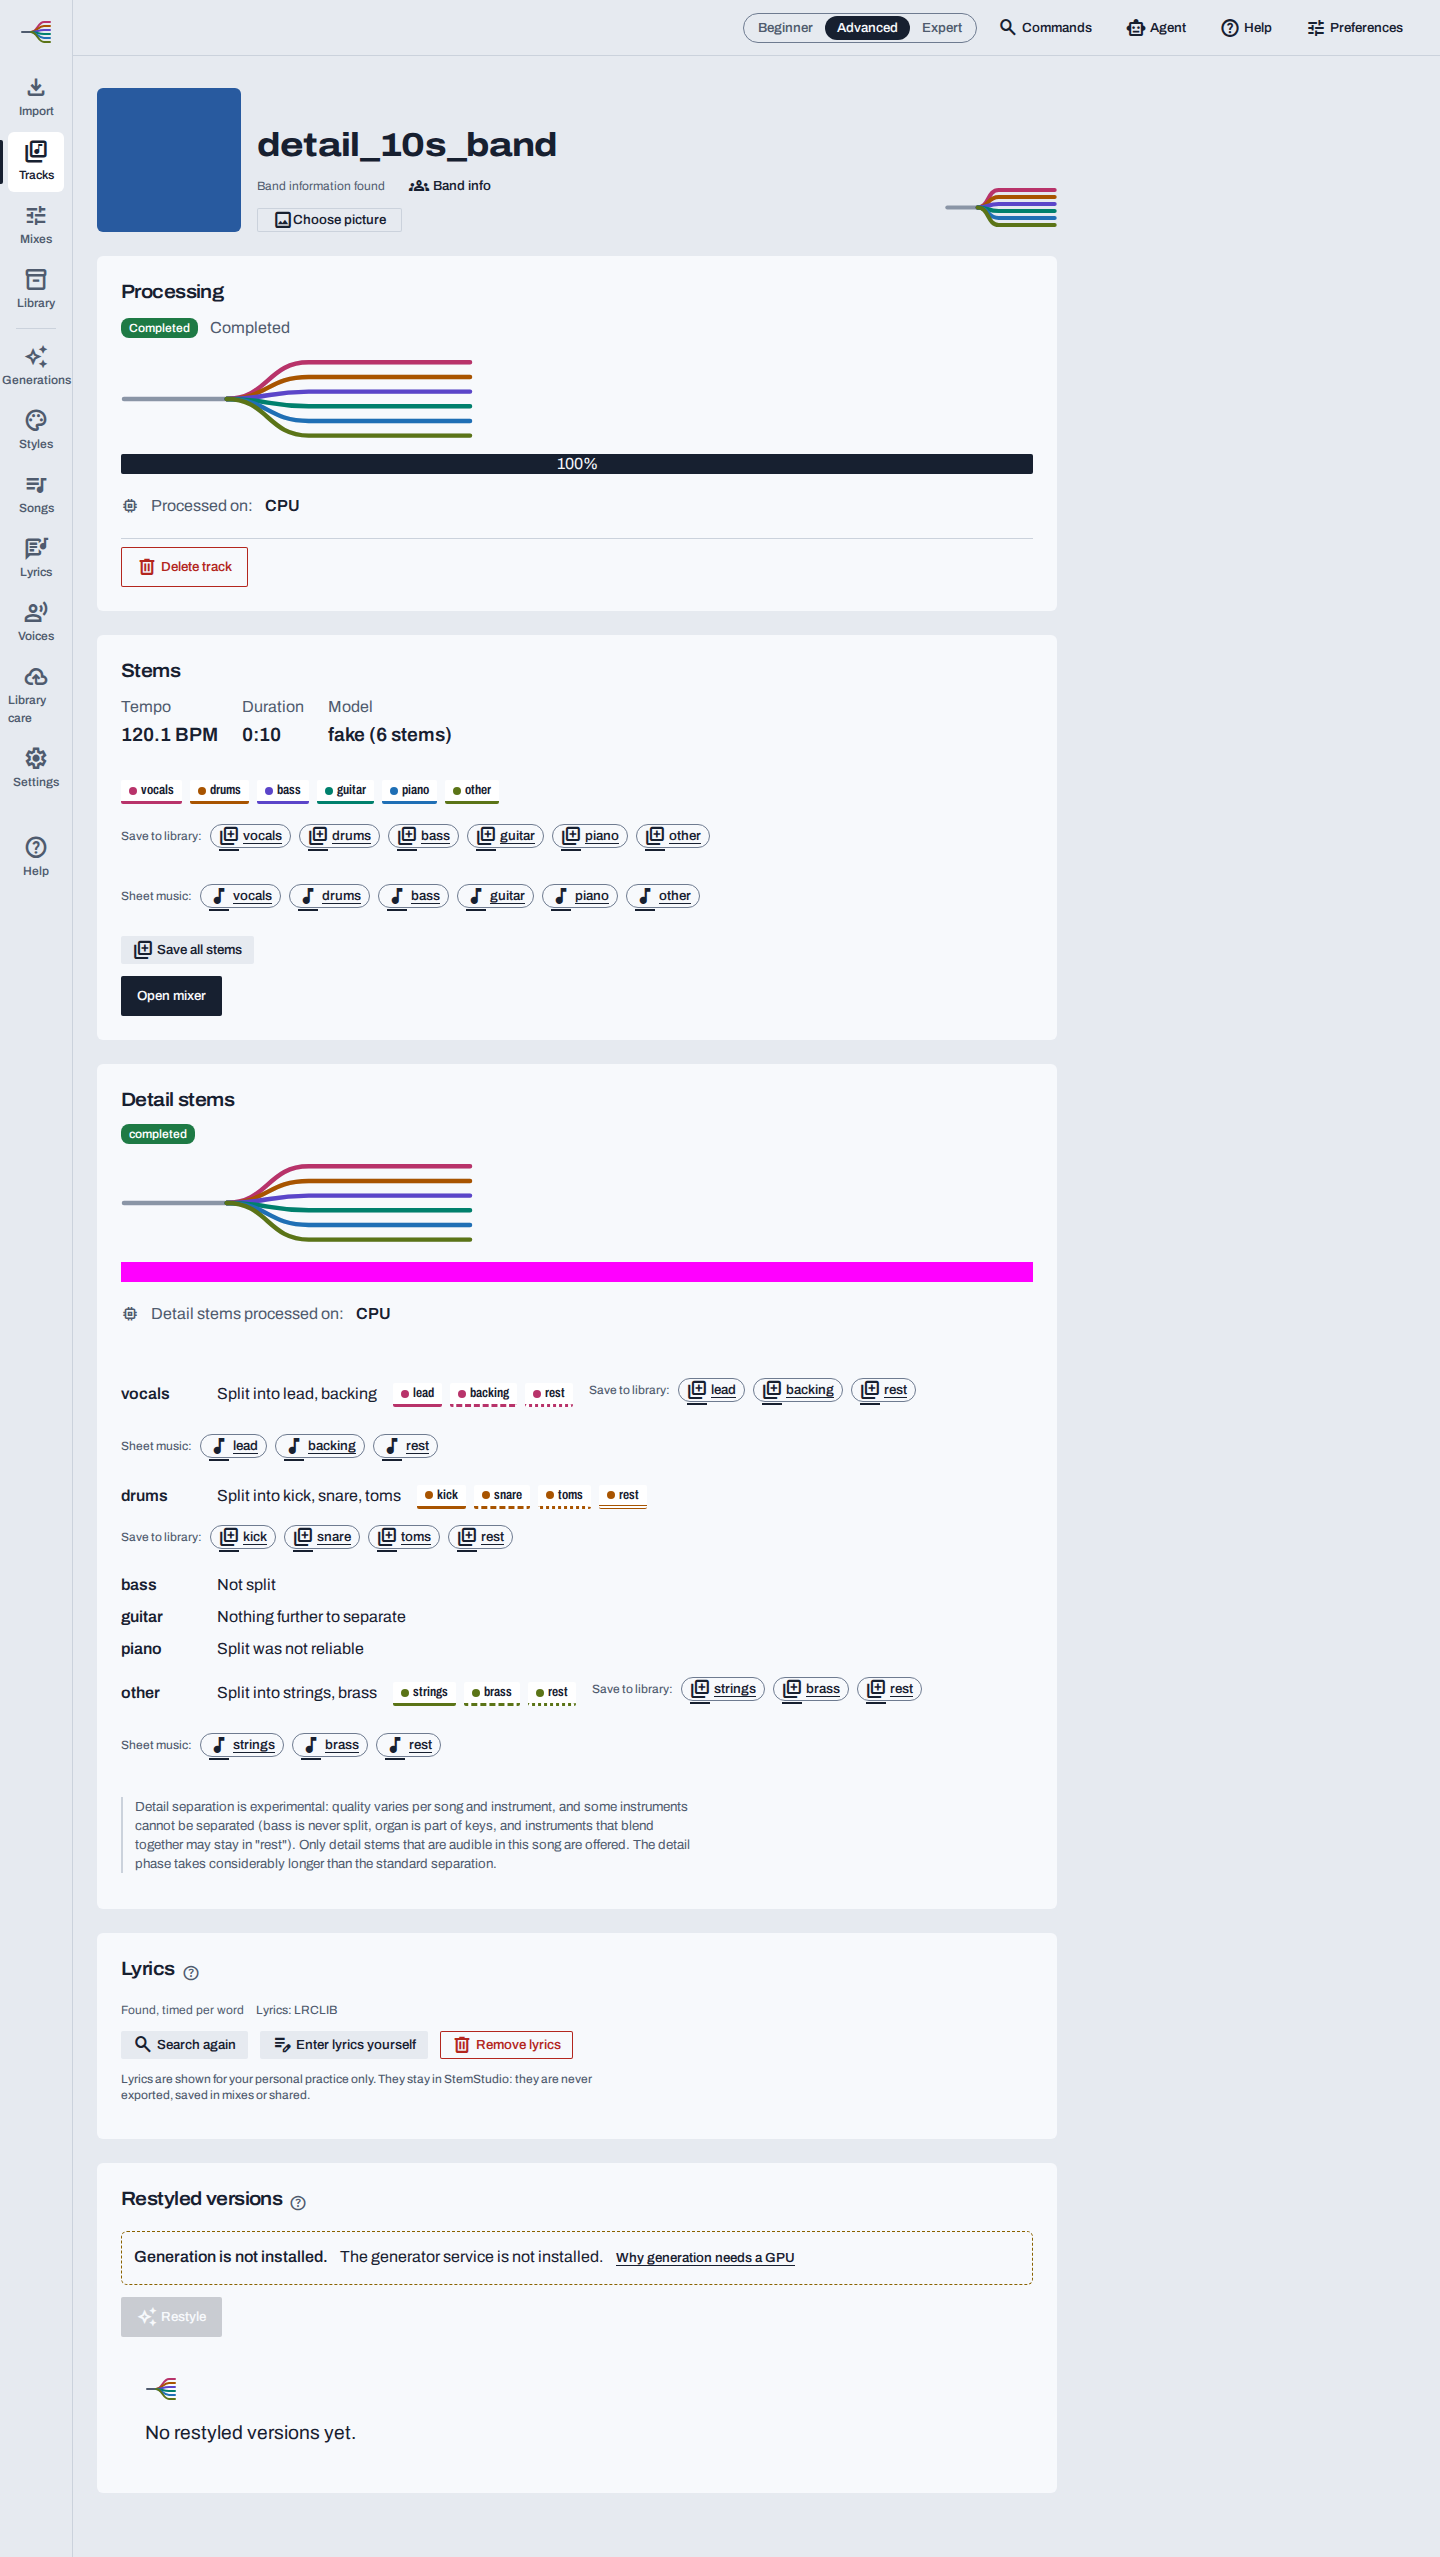 Beginner Advanced Expert Commands Agent Help Preferences
Import
Tracks
Mixes
Library
Generations
Styles
Songs
Lyrics
Voices
Library
care
Settings
Help
detail_10s_band
Band information found Band info
Choose picture
Processing
Completed Completed
100%
Processed on: CPU
Delete track
Stems
Tempo Duration Model
120.1 BPM 0:10 fake (6 stems)
vocals drums bass guitar piano other
Save to library: vocals drums bass guitar piano other
Sheet music: vocals drums bass guitar piano other
Save all stems
Open mixer
Detail stems
completed
Detail stems processed on: CPU
vocals Split into lead, backing lead backing rest Save to library: lead backing rest
Sheet music: lead backing rest
drums Split into kick, snare, toms kick snare toms rest
Save to library: kick snare toms rest
bass Not split
guitar Nothing further to separate
piano Split was not reliable
other Split into strings, brass strings brass rest Save to library: strings brass rest
Sheet music: strings brass rest
Detail separation is experimental: quality varies per song and instrument, and some instruments
cannot be separated (bass is never split, organ is part of keys, and instruments that blend
together may stay in "rest"). Only detail stems that are audible in this song are offered. The detail
phase takes considerably longer than the standard separation.
Lyrics
Found, timed per word Lyrics: LRCLIB
Search again Enter lyrics yourself Remove lyrics
Lyrics are shown for your personal practice only. They stay in StemStudio: they are never
exported, saved in mixes or shared.
Restyled versions
Generation is not installed. The generator service is not installed. Why generation needs a GPU
Restyle
No restyled versions yet.